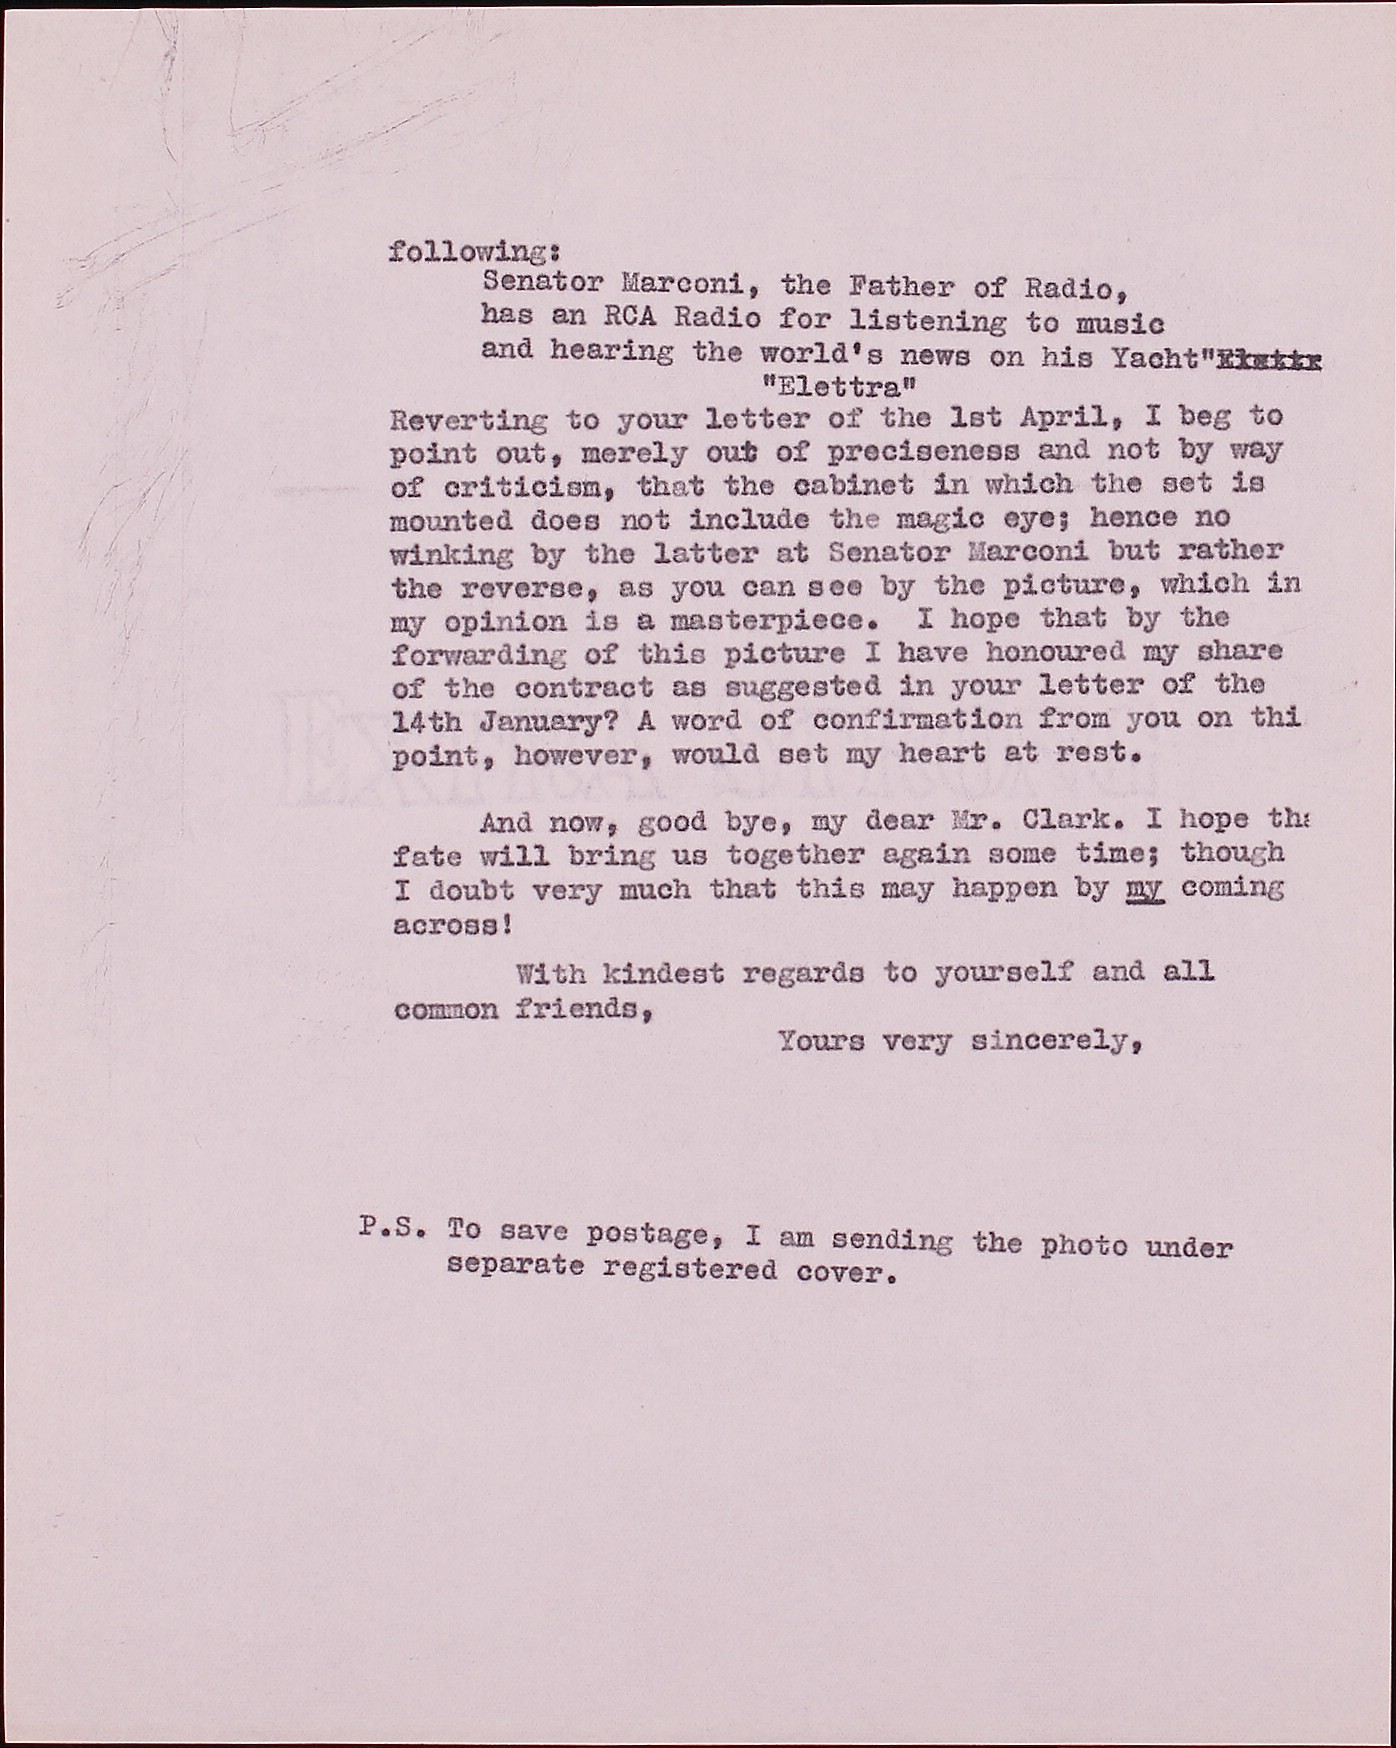 following:
Senator Marconi, the Father of Radio,
has an RCA Radio for listening to music
and hearing the world's news on his Yacht"
"Elettra"
Reverting to your letter of the 1st April, I beg to
point out, merely out of preciseness and not by way
of criticism, that the cabinet in which the set is
mounted does not include the magic eye; hence no
winking by the latter at Senator Marconi but rather
the reverse, as you can see by the picture, which in
my opinion is a masterpiece. I hope that by the
forwarding of this picture I have honoured my share
of the contract as suggested in your letter of the
14th January? A word of confirmation from you on thi
point, however, would set my heart at rest.
And now, good bye, my dear Mr. Clark. I hope tha
fate will bring us together again some time; though
I doubt very much that this may happen by my coming
across!
With kindest regards to yourself and all
common friends,
Yours very sincerely,
P.S. To save postage, I am sending the photo under
separate registered cover.